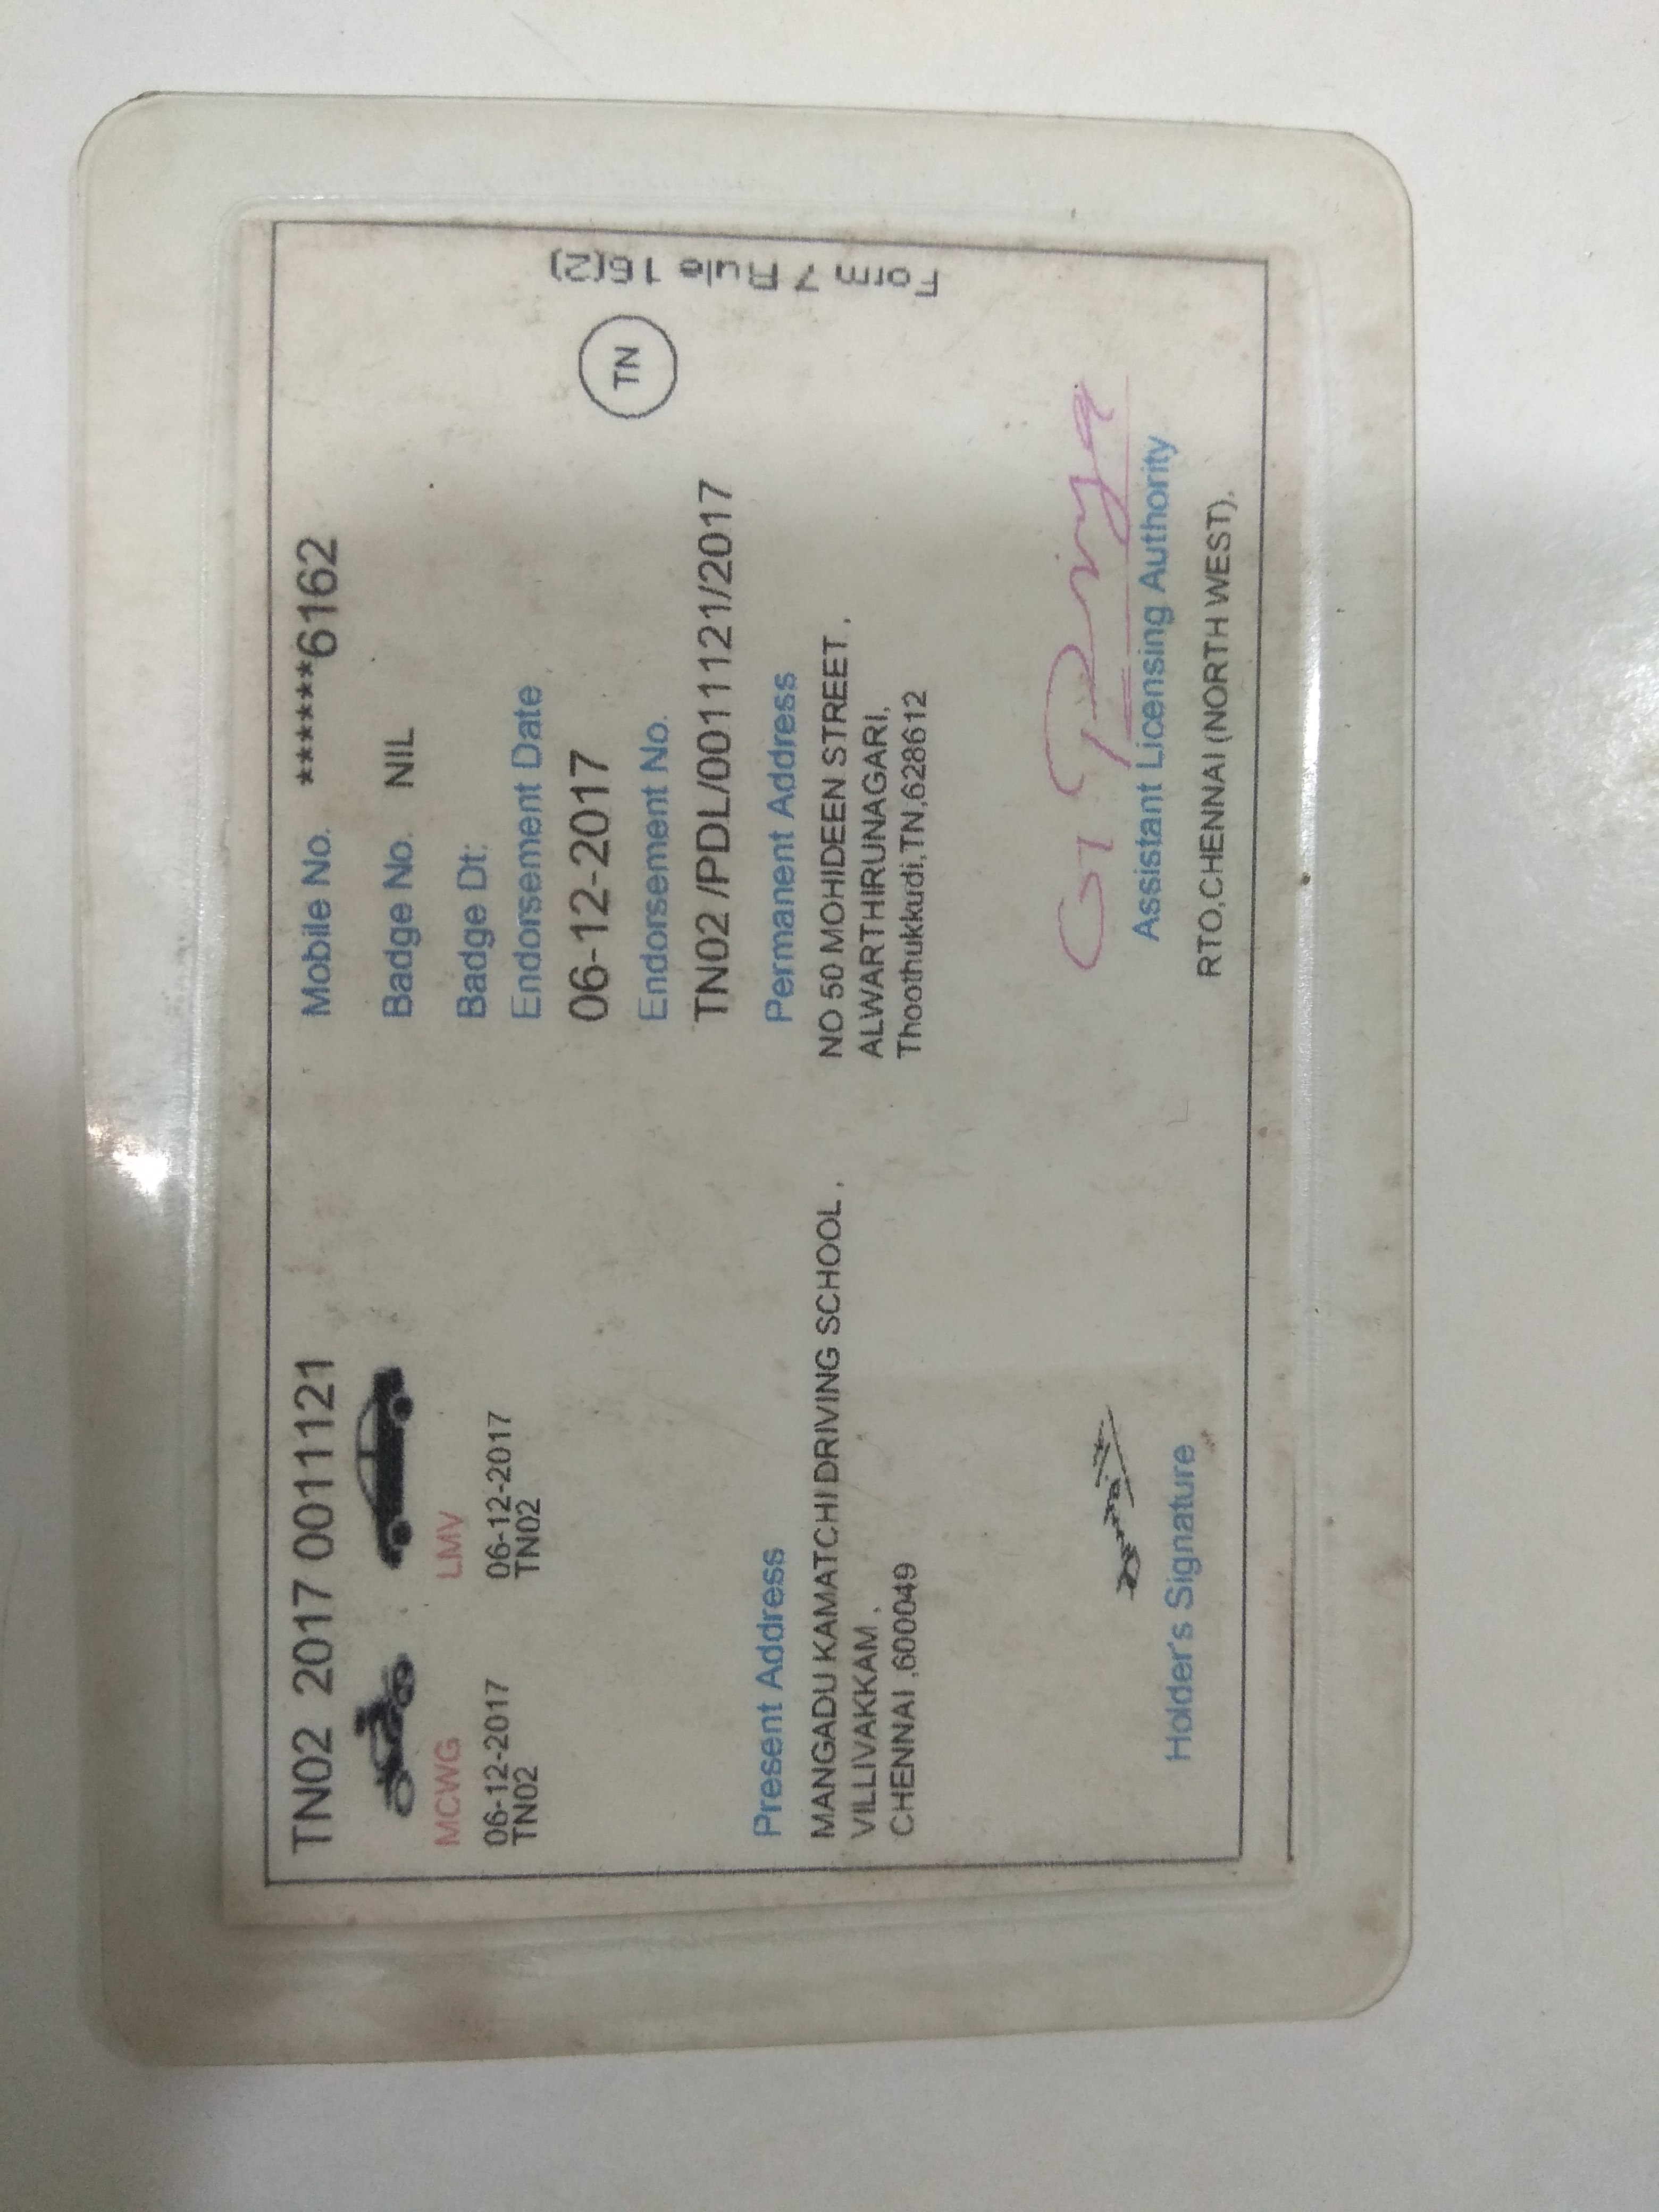 TN02 2017 0011121
MCWG
06-12-2017
TN02
LMV
06-12-2017
TN02
Mobile No. ******6162
Badge No. NIL
Badge Dt:
Endorsement Date
06-12-2017
Endorsement No.
TN02 /PDL/0011121/2017
TN
Form 7 Rule 16(2)
Present Address
MANGADU KAMATCHI DRIVING SCHOOL ,
VILLIVAKKAM ,
CHENNAI ,600049
Permanent Address
NO 50 MOHIDEEN STREET ,
ALWARTHIRUNAGARI,
Thoothukkudi,TN,628612
Holder's Signature
Assistant Licensing Authority
RTO,CHENNAI (NORTH WEST),